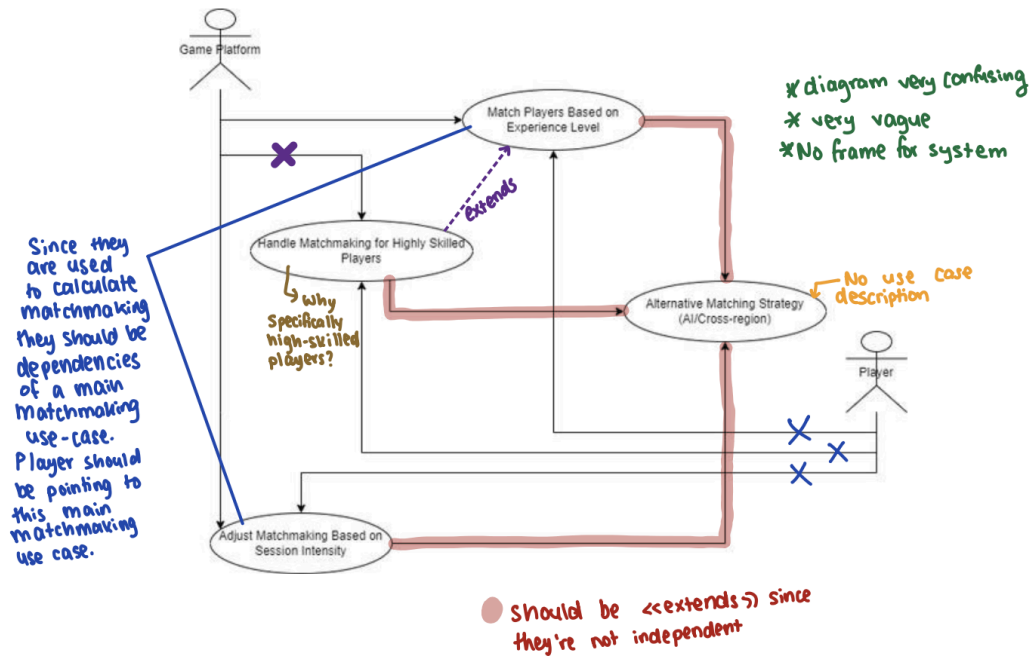 Game Platform
Match Players Based on
Experience Level
* diagram very confusing
* very vague
* No frame for system
extends
Handle Matchmaking for Highly Skilled
Players
Since they
are used
to calculate
matchmaking
they should be
dependencies
of a main
matchmaking
use-case.
Player should
be pointing to
this main
matchmaking
use case.
Why
specifically
high-skilled
players?
No use case
description
Alternative Matching Strategy
(AI/Cross-region)
Player
Adjust Matchmaking Based on
Session Intensity
Should be <<extends>> since
they're not independent